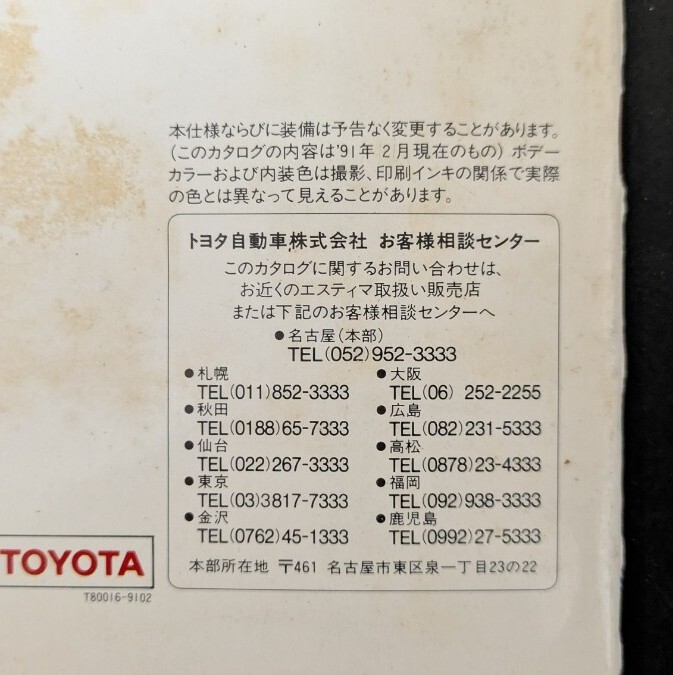 本仕様ならびに装備は予告なく変更することがあります。
(このカタログの内容は'91年2月現在のもの) ボデー
カラーおよび内装色は撮影、印刷インキの関係で実際
の色とは異なって見えることがあります。
トヨタ自動車株式会社 お客様相談センター
このカタログに関するお問い合わせは、
お近くのエスティマ取扱い販売店
または下記のお客様相談センターへ
●名古屋(本部)
TEL(052)952-3333
●札幌
TEL(011)852-3333
●秋田
TEL(0188)65-7333
●仙台
TEL(022)267-3333
●東京
TEL(03)3817-7333
●金沢
TEL(0762)45-1333
●大阪
TEL(06) 252-2255
●広島
TEL(082)231-5333
●高松
TEL(0878)23-4333
●福岡
TEL(092)938-3333
●鹿児島
TEL(0992)27-5333
本部所在地 〒461 名古屋市東区泉一丁目23の22
TOYOTA
T80016-9102